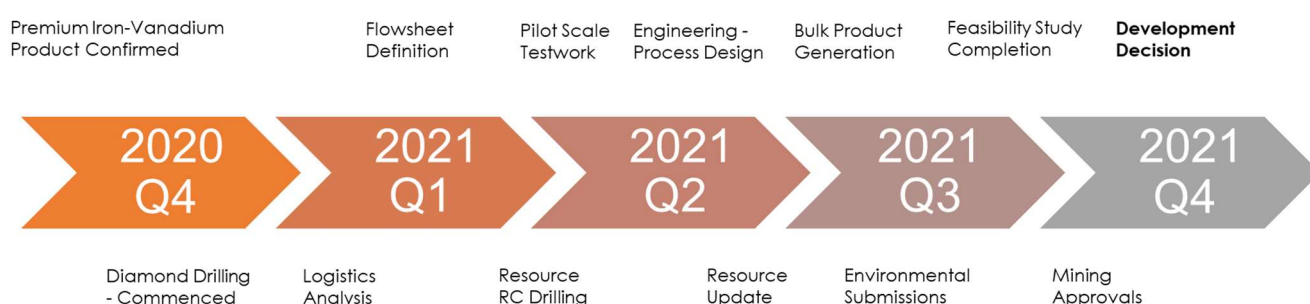 Premium Iron-Vanadium
Product Confirmed
Flowsheet
Definition
Pilot Scale
Testwork
Engineering -
Process Design
Bulk Product
Generation
Feasibility Study
Completion
Development
Decision
2020
Q4
2021
Q1
2021
Q2
2021
Q3
2021
Q4
Diamond Drilling
- Commenced
Logistics
Analysis
Resource
RC Drilling
Resource
Update
Environmental
Submissions
Mining
Approvals